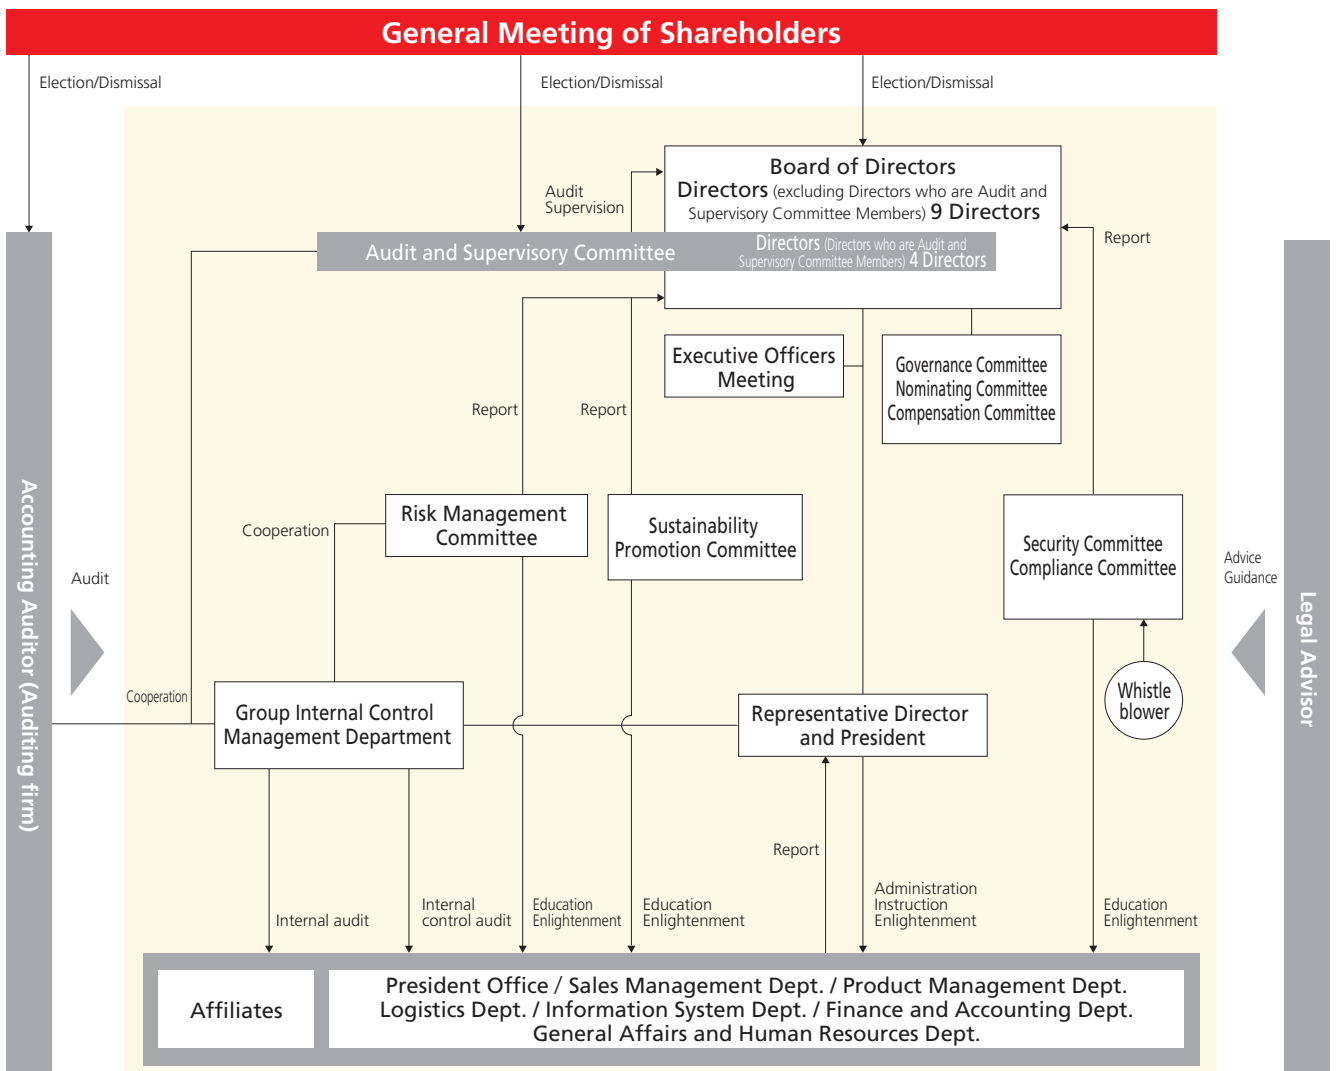 General Meeting of Shareholders
Election/Dismissal
Election/Dismissal
Election/Dismissal
Board of Directors
Directors (excluding Directors who are Audit and
Supervisory Committee Members) 9 Directors
Audit
Supervision
Report
Audit and Supervisory Committee
Directors (Directors who are Audit and
Supervisory Committee Members) 4 Directors
Executive Officers
Meeting
Governance Committee
Nominating Committee
Compensation Committee
Report
Report
Risk Management
Committee
Cooperation
Sustainability
Promotion Committee
Security Committee
Compliance Committee
Advice
Guidance
Audit
Accounting Auditor (Auditing firm)
Legal Advisor
Cooperation
Group Internal Control
Management Department
Representative Director
and President
Whistle
blower
Report
Internal audit
Internal
control audit
Education
Enlightenment
Education
Enlightenment
Administration
Instruction
Enlightenment
Education
Enlightenment
Affiliates
President Office / Sales Management Dept. / Product Management Dept.
Logistics Dept. / Information System Dept. / Finance and Accounting Dept.
General Affairs and Human Resources Dept.